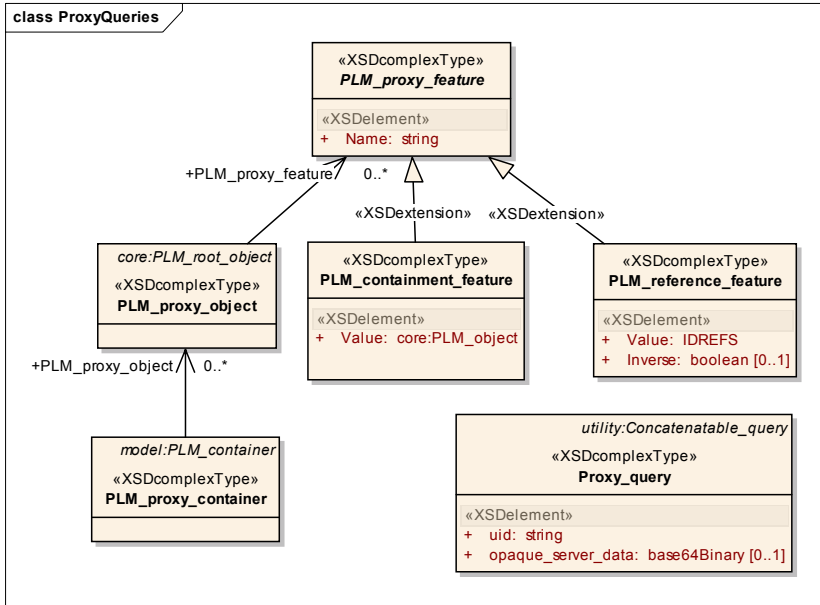 class ProxyQueries
«XSDcomplexType»
PLM_proxy_feature
«XSDelement»
+ Name: string
+PLM_proxy_feature 0..*
«XSDextension» «XSDextension»
core:PLM_root_object
«XSDcomplexType»
PLM_proxy_object
«XSDcomplexType»
PLM_containment_feature
«XSDelement»
+ Value: core:PLM_object
«XSDcomplexType»
PLM_reference_feature
«XSDelement»
+ Value: IDREFS
+ Inverse: boolean [0..1]
+PLM_proxy_object 0..*
model:PLM_container
«XSDcomplexType»
PLM_proxy_container
utility:Concatenatable_query
«XSDcomplexType»
Proxy_query
«XSDelement»
+ uid: string
+ opaque_server_data: base64Binary [0..1]